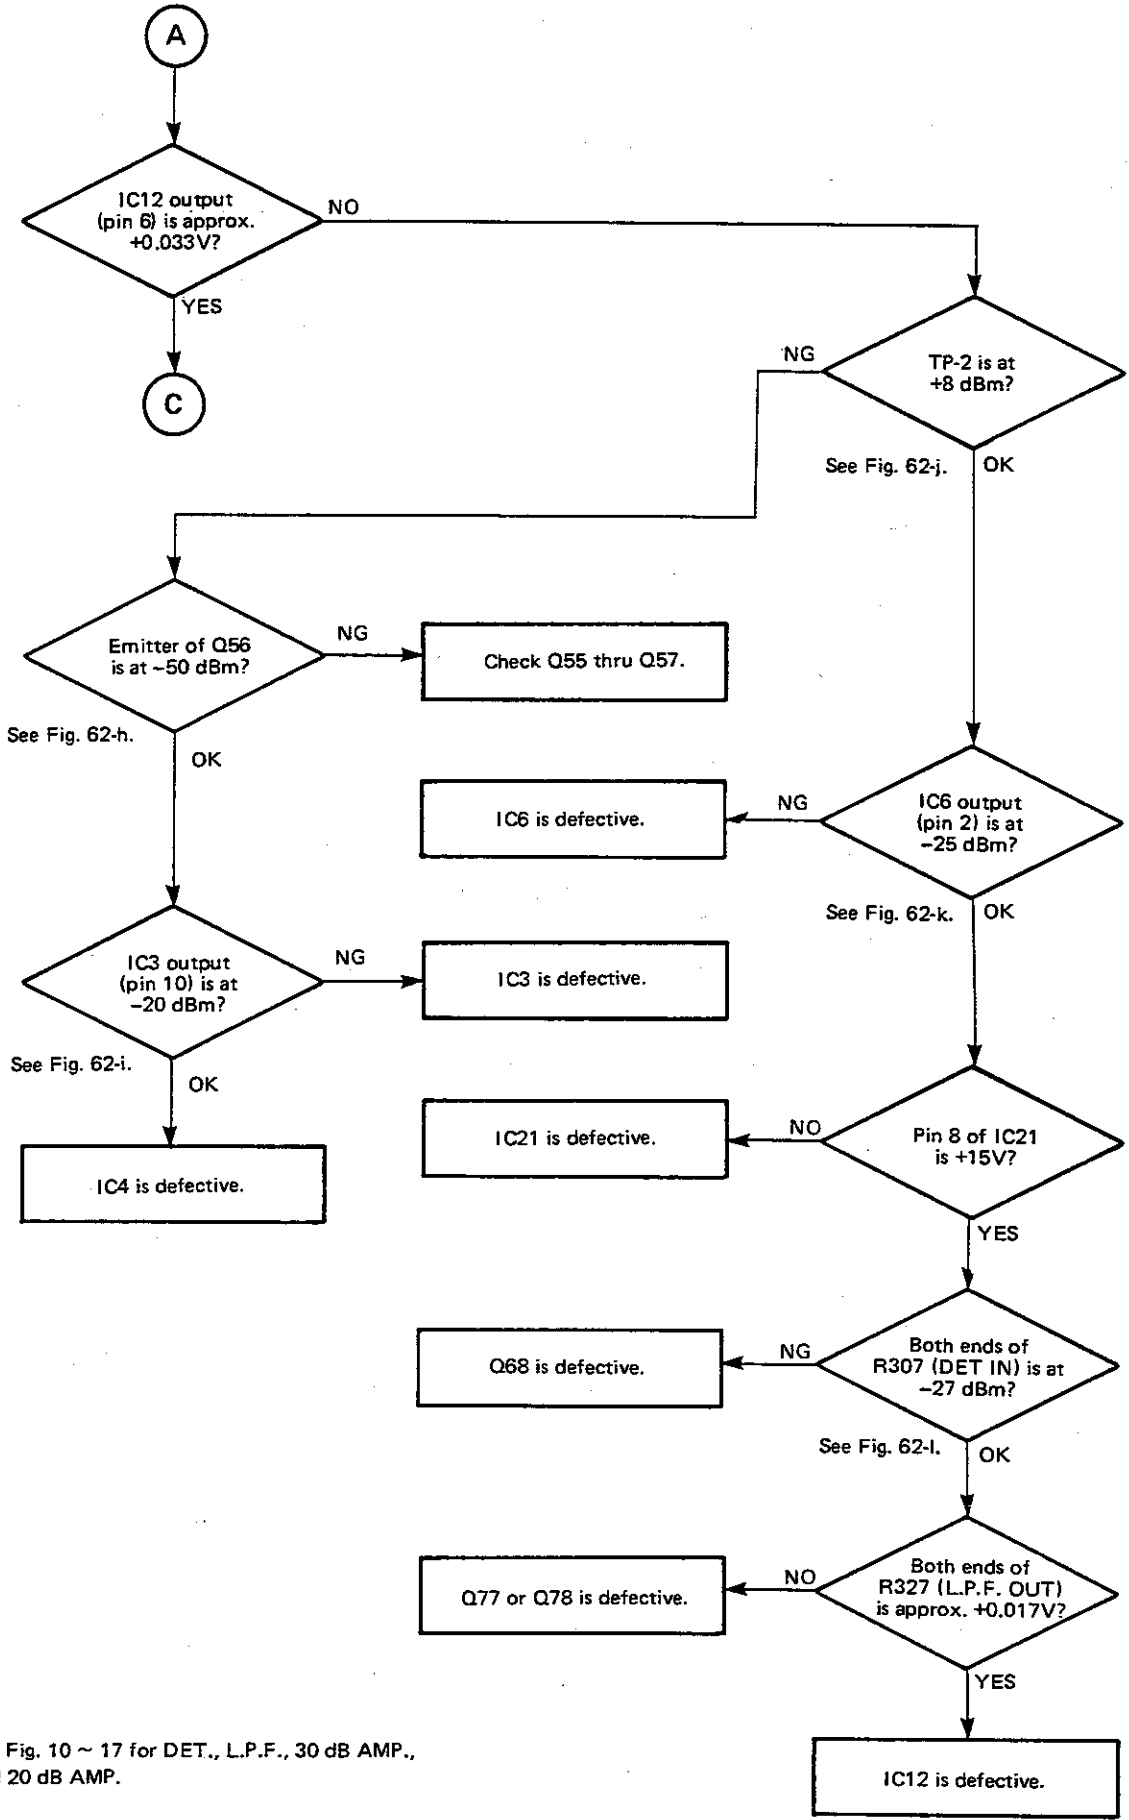 A
IC12 output
(pin 6) is approx.
+0.033V?
NO
YES
C
TP-2 is at
+8 dBm?
NG
See Fig. 62-j.
OK
Emitter of Q56
is at -50 dBm?
NG
Check Q55 thru Q57.
See Fig. 62-h.
OK
IC6 output
(pin 2) is at
-25 dBm?
NG
IC6 is defective.
See Fig. 62-k.
OK
IC3 output
(pin 10) is at
-20 dBm?
NG
IC3 is defective.
See Fig. 62-i.
OK
IC4 is defective.
Pin 8 of IC21
is +15V?
NO
IC21 is defective.
YES
Both ends of
R307 (DET IN) is at
-27 dBm?
NG
Q68 is defective.
See Fig. 62-l.
OK
Both ends of
R327 (L.P.F. OUT)
is approx. +0.017V?
NO
Q77 or Q78 is defective.
YES
IC12 is defective.
Fig. 10 ~ 17 for DET., L.P.F., 30 dB AMP.,
20 dB AMP.